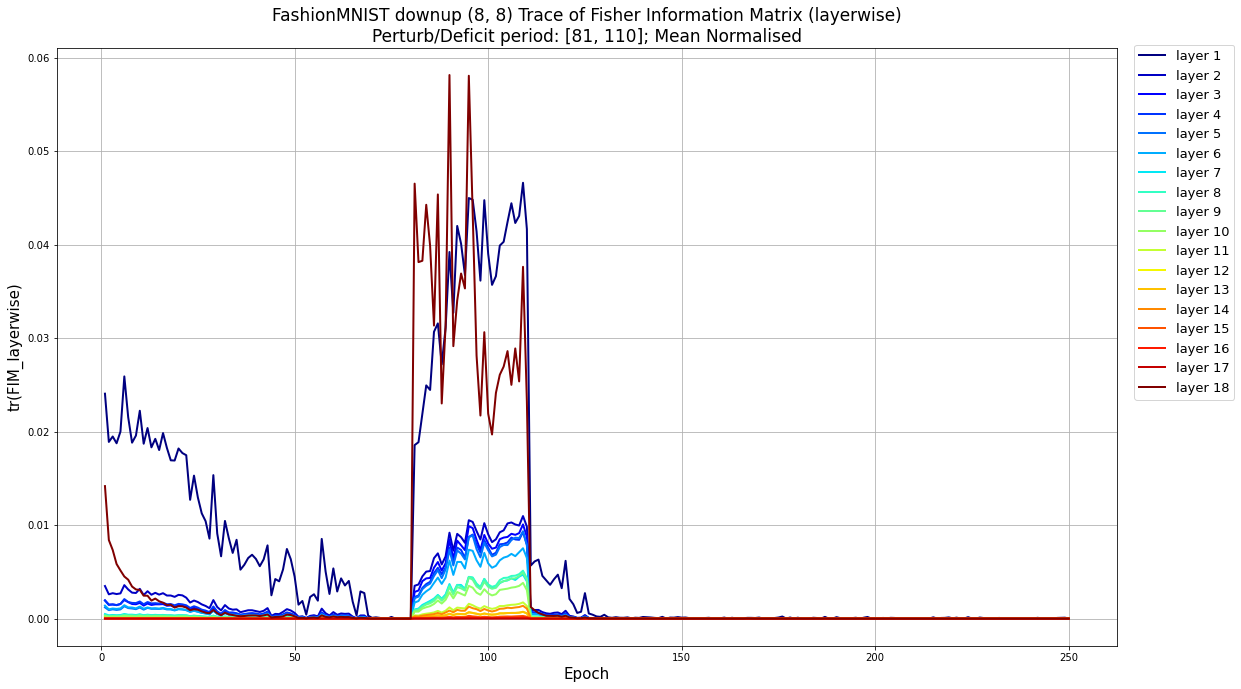 FashionMNIST downup (8, 8) Trace of Fisher Information Matrix (layerwise)
Perturb/Deficit period: [81, 110]; Mean Normalised
tr(FIM_layerwise)
0.06
0.05
0.04
0.03
0.02
0.01
0.00
0
50
100
150
200
250
Epoch
layer 1
layer 2
layer 3
layer 4
layer 5
layer 6
layer 7
layer 8
layer 9
layer 10
layer 11
layer 12
layer 13
layer 14
layer 15
layer 16
layer 17
layer 18